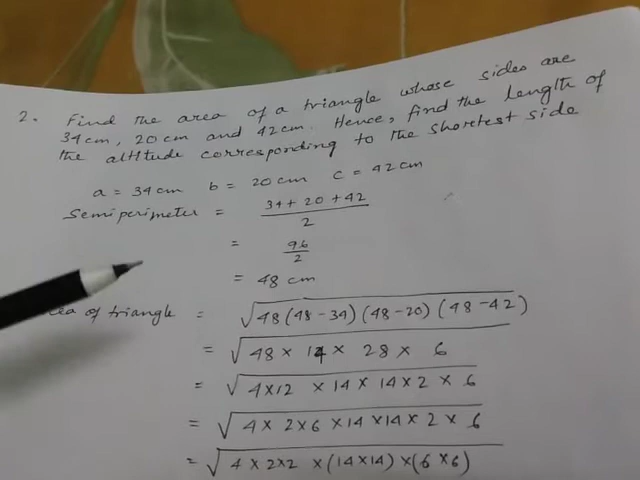 2. Find the area of a triangle whose sides are
34 cm, 20 cm and 42 cm. Hence, find the length of
the altitude corresponding to the shortest side
a = 34 cm b = 20 cm c = 42 cm
Semiperimeter = 34 + 20 + 42 / 2
= 96 / 2
= 48 cm
of triangle = √48 (48 - 34) (48 - 20) (48 - 42)
= √48 × 14 × 28 × 6
= √4×12 × 14 × 14 × 2 × 6
= √4 × 2×6 × 14 ×14 × 2 × 6
= √4 × 2×2 × (14 ×14) × (6 × 6)